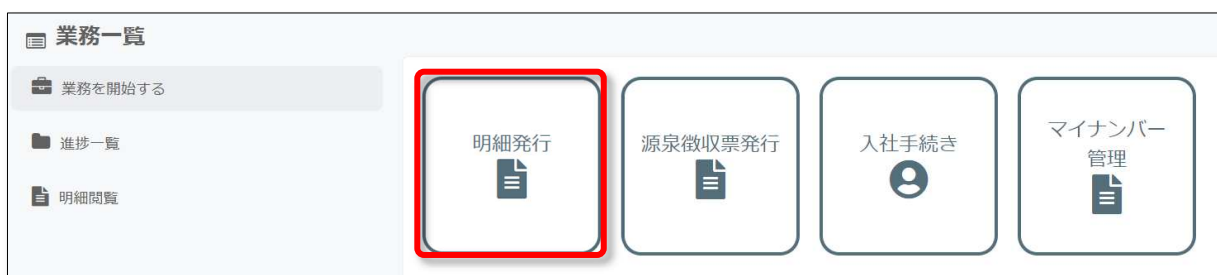 業務一覧
業務を開始する
進捗一覧
明細閲覧
明細発行
源泉徴収票発行
入社手続き
マイナンバー
管理